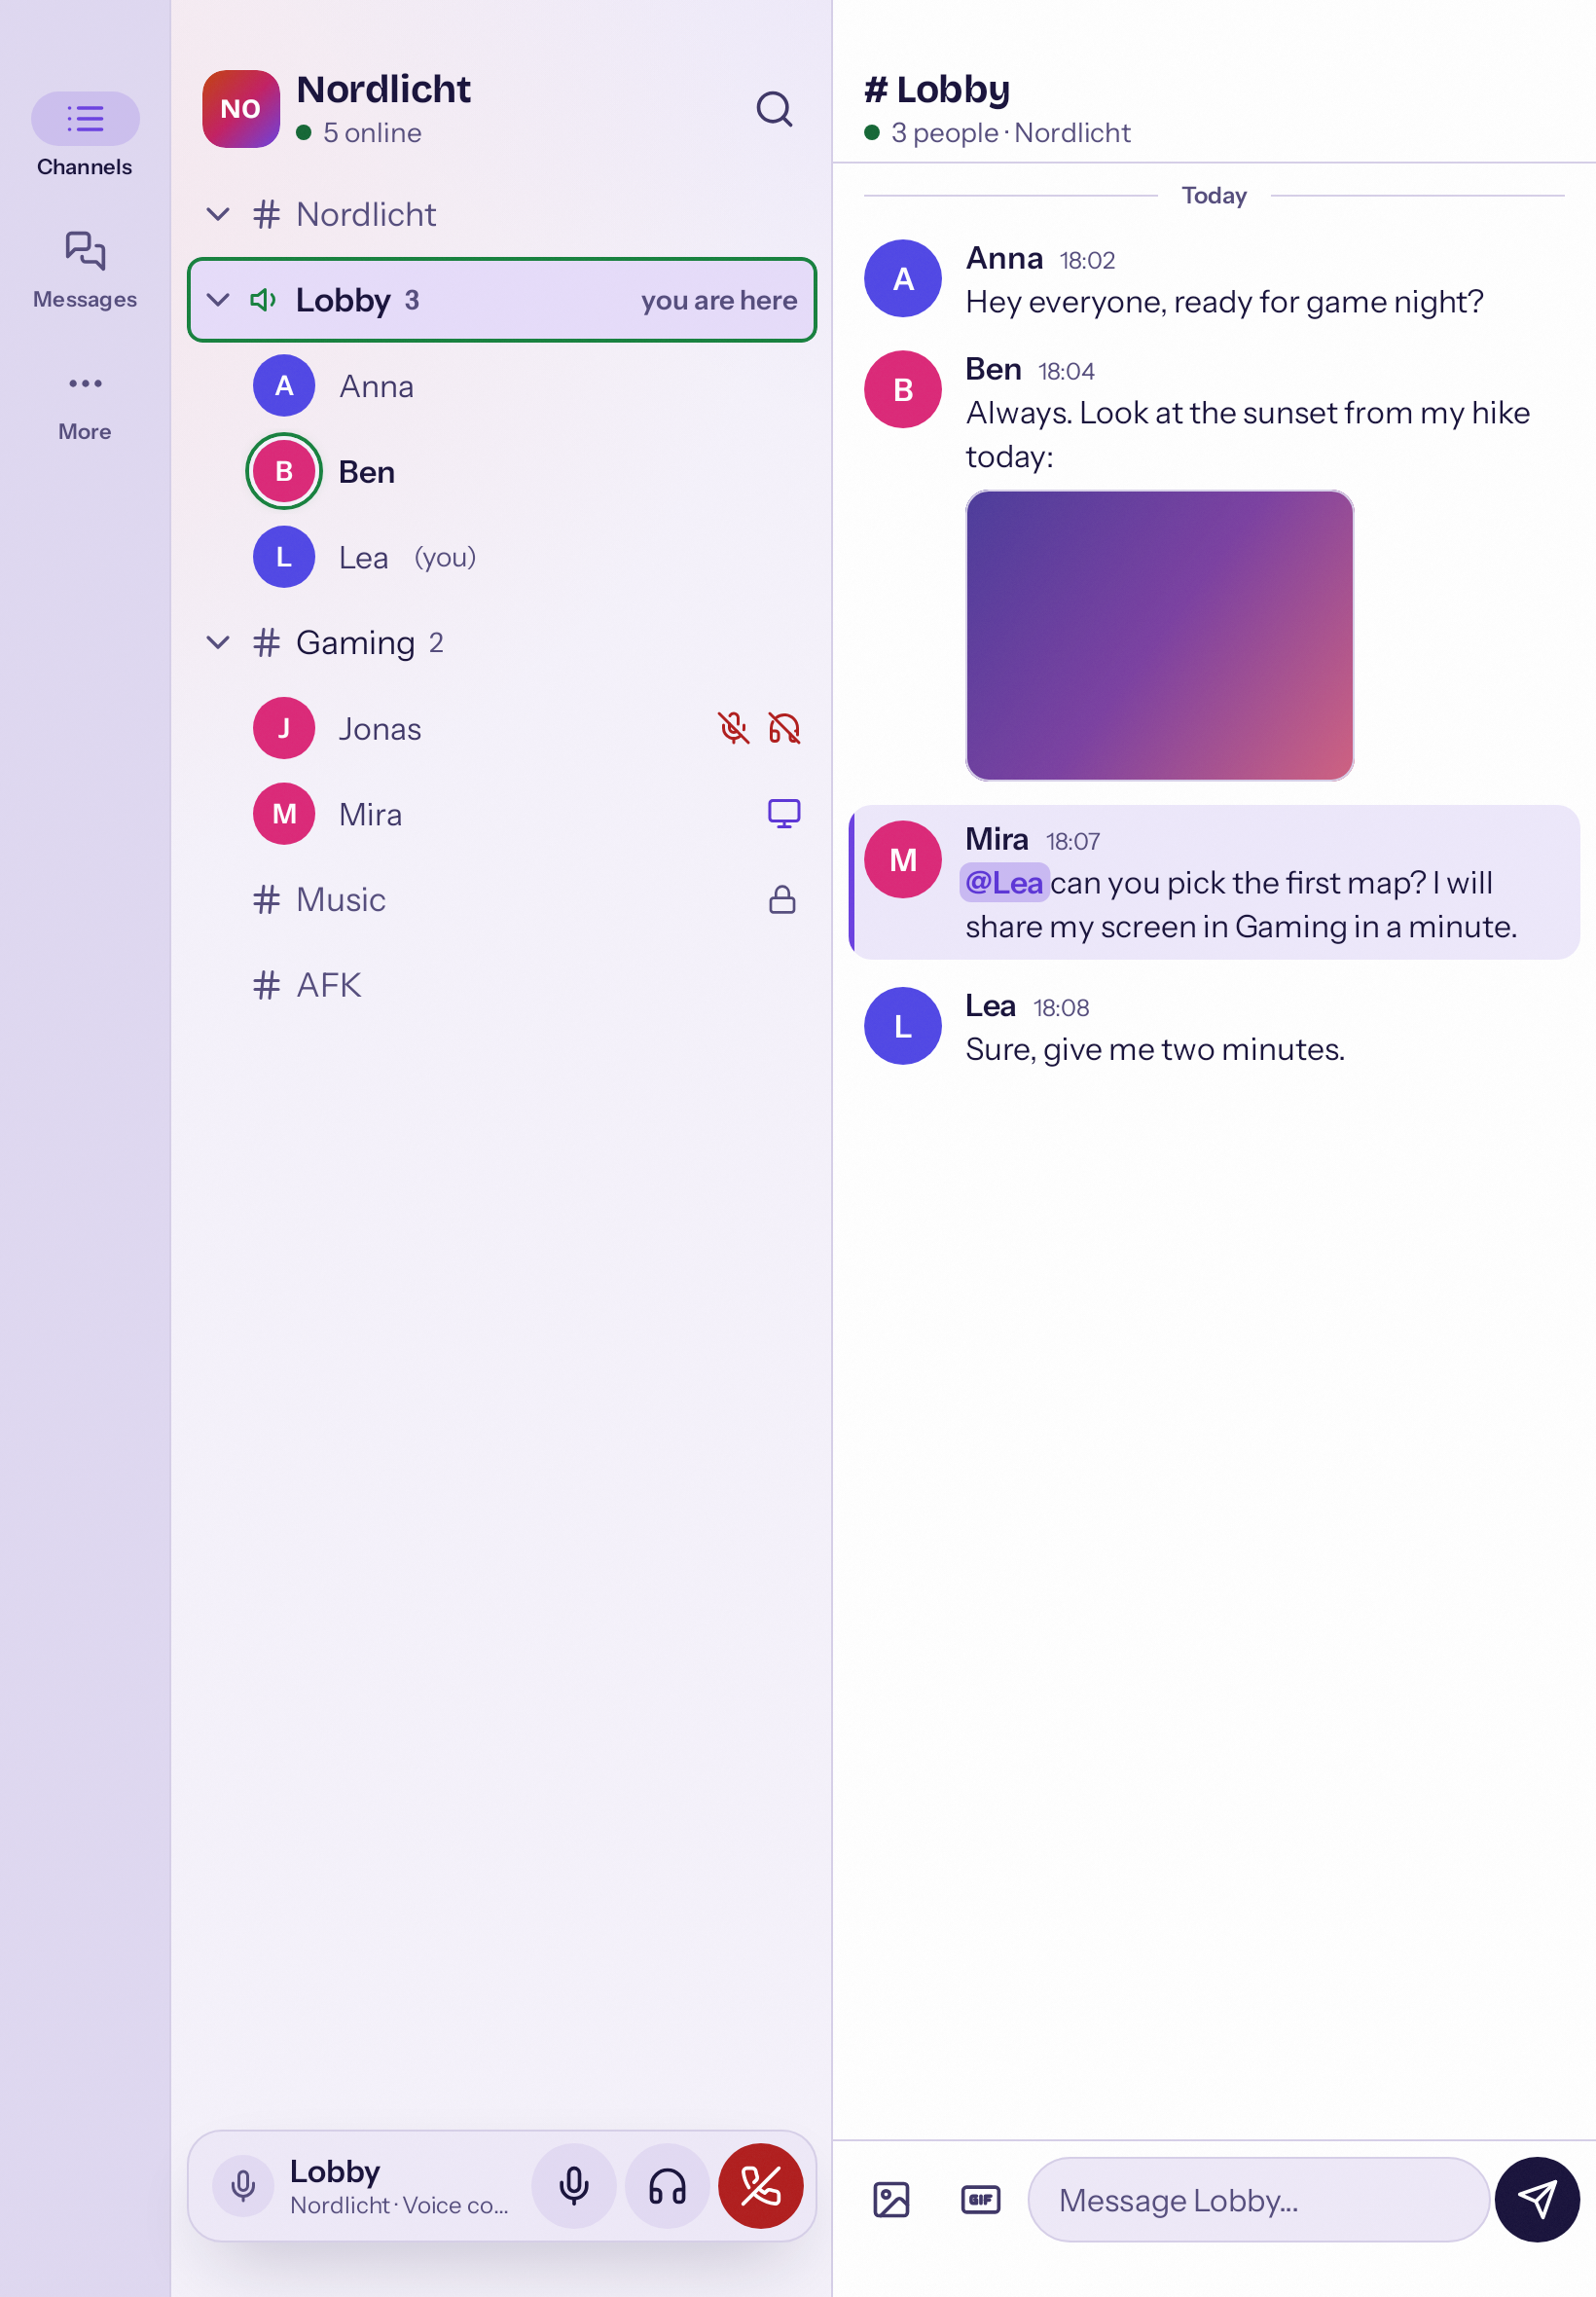 Channels
Messages
More
NO
Nordlicht
5 online
Nordlicht
Lobby 3 you are here
A Anna
B Ben
L Lea (you)
Gaming 2
J Jonas
M Mira
# Music
# AFK
Lobby
Nordlicht · Voice co...
# Lobby
3 people · Nordlicht
Today
A
Anna 18:02
Hey everyone, ready for game night?
B
Ben 18:04
Always. Look at the sunset from my hike
today:
M
Mira 18:07
@Lea can you pick the first map? I will
share my screen in Gaming in a minute.
L
Lea 18:08
Sure, give me two minutes.
GIF
Message Lobby...